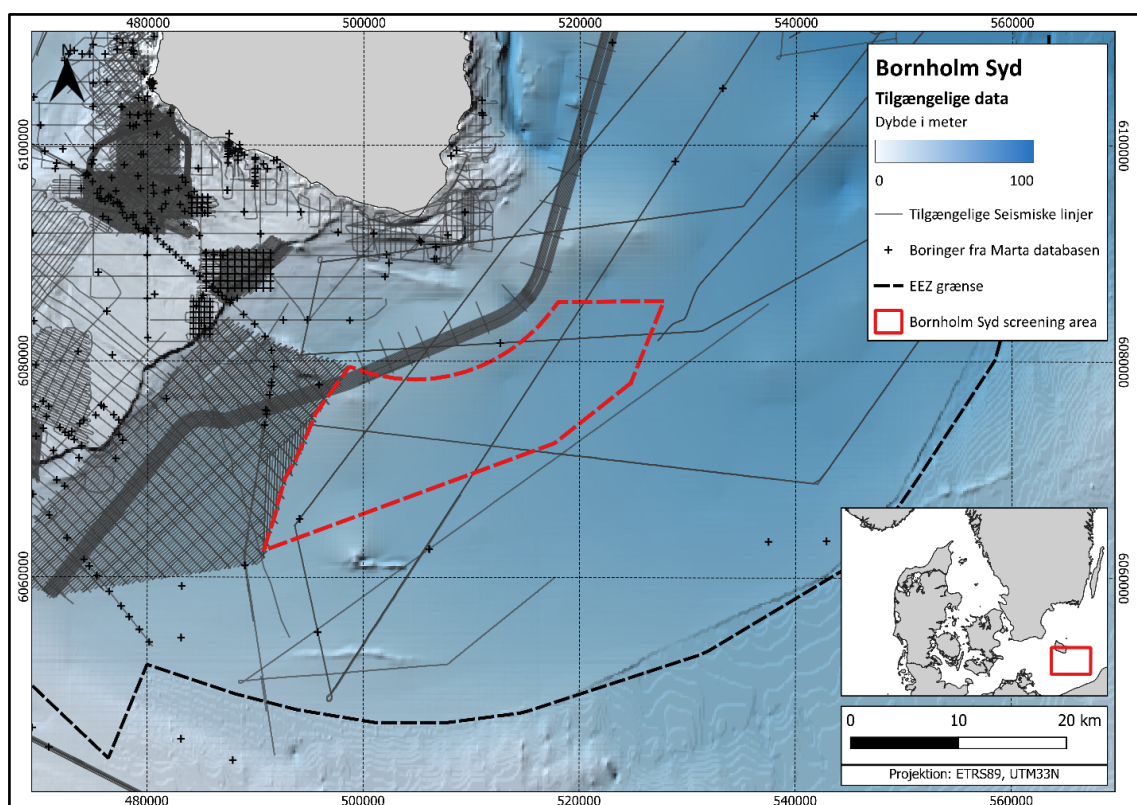 480000 500000 520000 540000 560000
N
Bornholm Syd
Tilgængelige data
Dybde i meter
0 100
Tilgængelige Seismiske linjer
Boringer fra Marta databasen
EEZ grænse
Bornholm Syd screening area
6100000 6100000
6080000 6080000
6060000 6060000
0 10 20 km
Projektion: ETRS89, UTM33N
480000 500000 520000 540000 560000